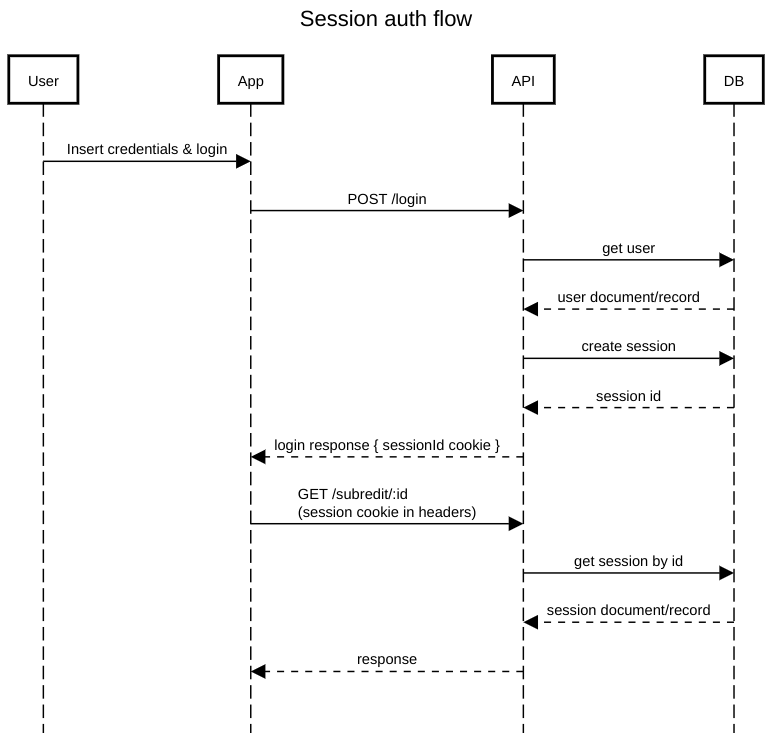 Session auth flow
User
App
API
DB
Insert credentials & login
POST /login
get user
user document/record
create session
session id
login response { sessionId cookie }
GET /subredit/:id
(session cookie in headers)
get session by id
session document/record
response